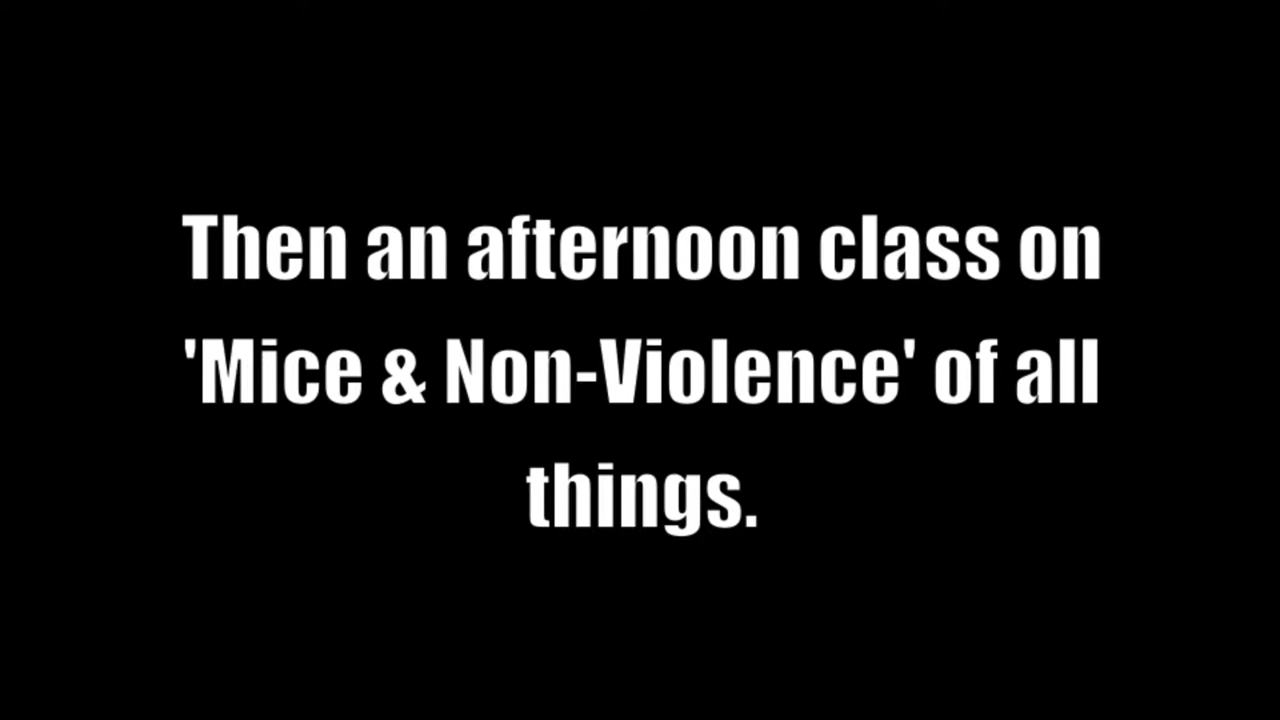 Then an afternoon class on
'Mice & Non-Violence' of all
things.